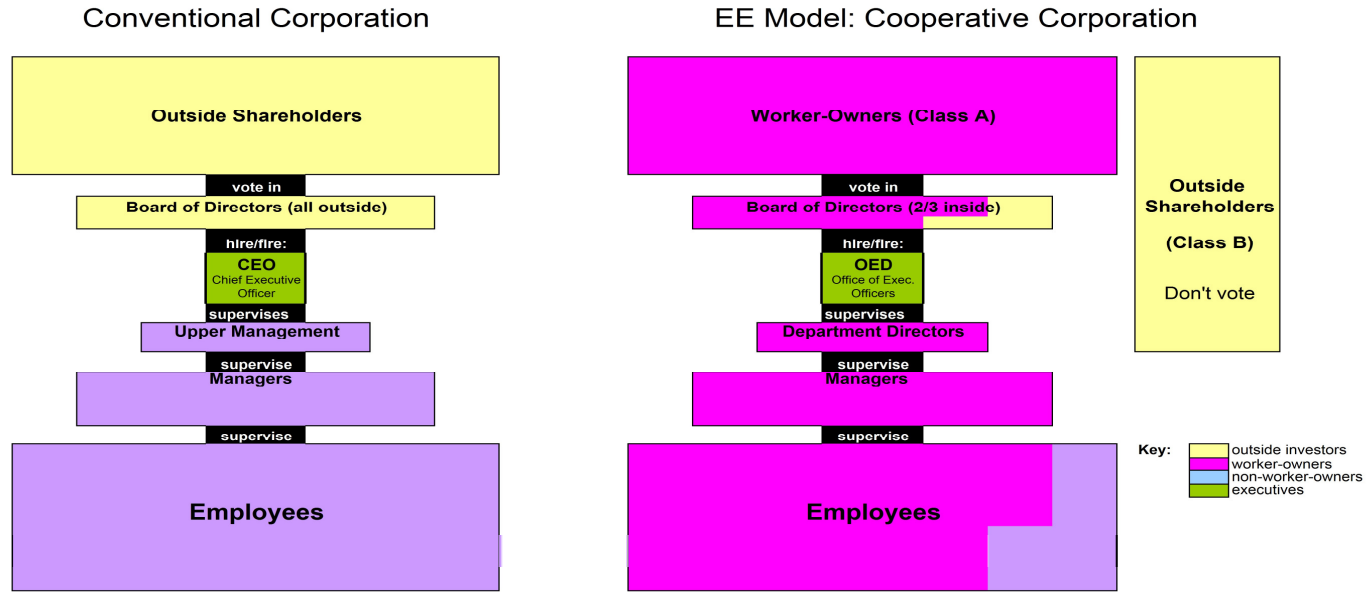 Conventional Corporation
Outside Shareholders
vote in
Board of Directors (all outside)
hire/fire:
CEO
Chief Executive
Officer
supervises
Upper Management
supervise
Managers
supervise
Employees
EE Model: Cooperative Corporation
Worker-Owners (Class A)
vote in
Board of Directors (2/3 inside)
hire/fire:
OED
Office of Exec.
Officers
supervises
Department Directors
supervise
Managers
supervise
Employees
Outside
Shareholders
(Class B)
Don't vote
Key:
outside investors
worker-owners
non-worker-owners
executives